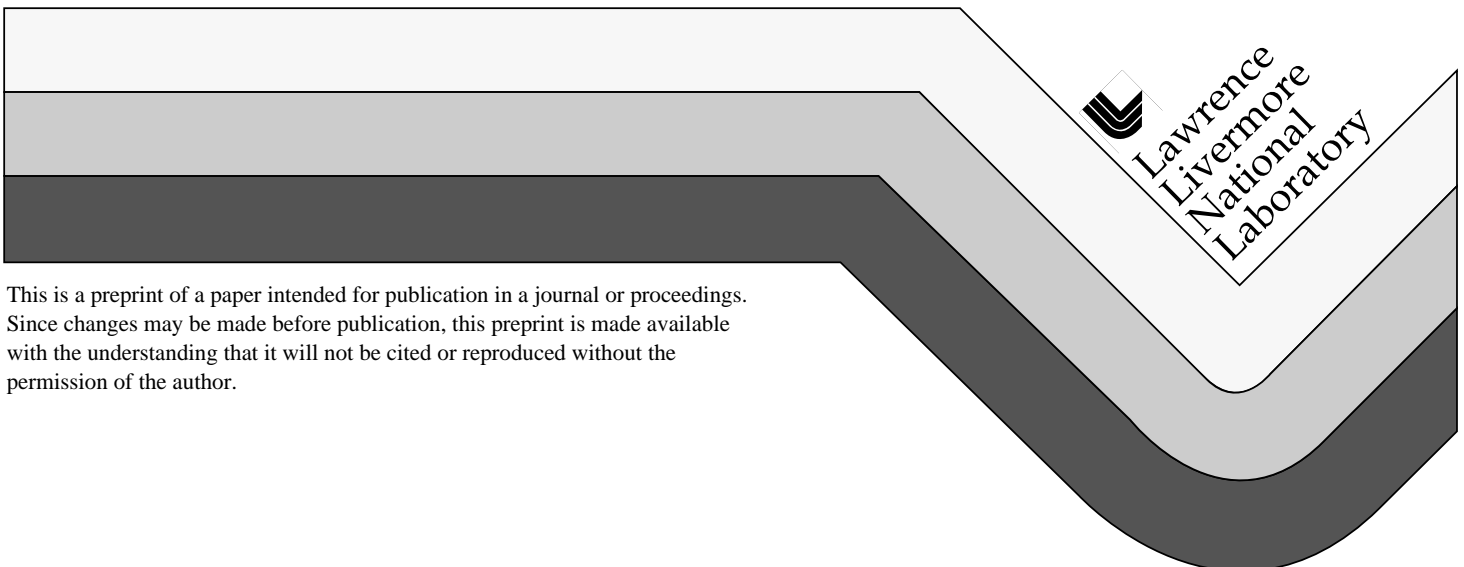 Lawrence
Livermore
National
Laboratory
This is a preprint of a paper intended for publication in a journal or proceedings.
Since changes may be made before publication, this preprint is made available
with the understanding that it will not be cited or reproduced without the
permission of the author.